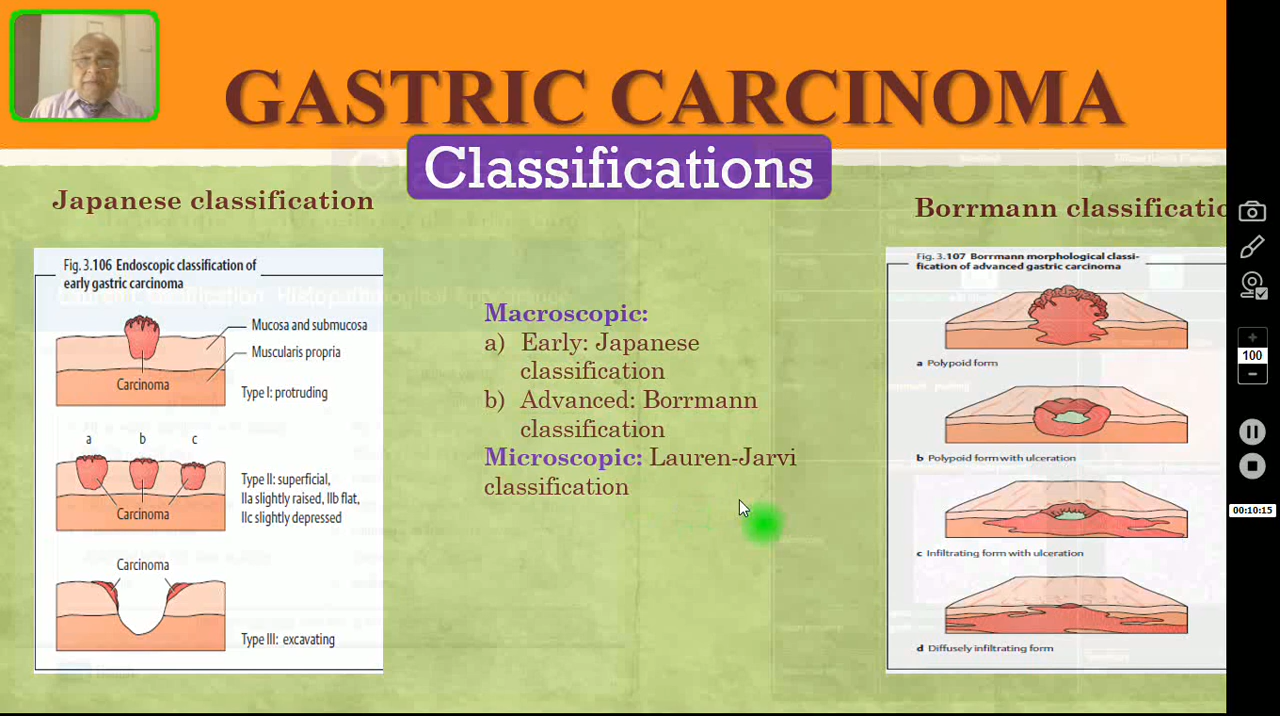 GASTRIC CARCINOMA
Classifications
Japanese classification
Fig. 3.106 Endoscopic classification of
early gastric carcinoma
Mucosa and submucosa
Muscularis propria
Carcinoma
Type I: protruding
a b c
Type II: superficial,
IIa slightly raised, IIb flat,
IIc slightly depressed
Carcinoma
Carcinoma
Type III: excavating
Macroscopic:
a) Early: Japanese
classification
b) Advanced: Borrmann
classification
Microscopic: Lauren-Jarvi
classification
Borrmann classificatio
Fig. 3.107 Borrmann morphological classi-
fication of advanced gastric carcinoma
a Polypoid form
b Polypoid form with ulceration
c Infiltrating form with ulceration
d Diffusely infiltrating form
100
00:10:15